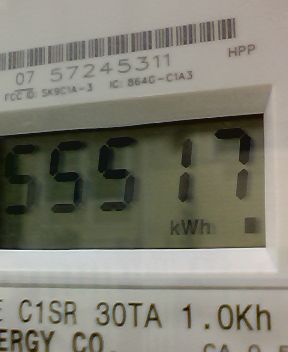 07 57245311
HPP
FCC ID: SK9C1A-3 IC: 864G-C1A3
55517
kWh
C1SR 30TA 1.0Kh
ERGY CO.